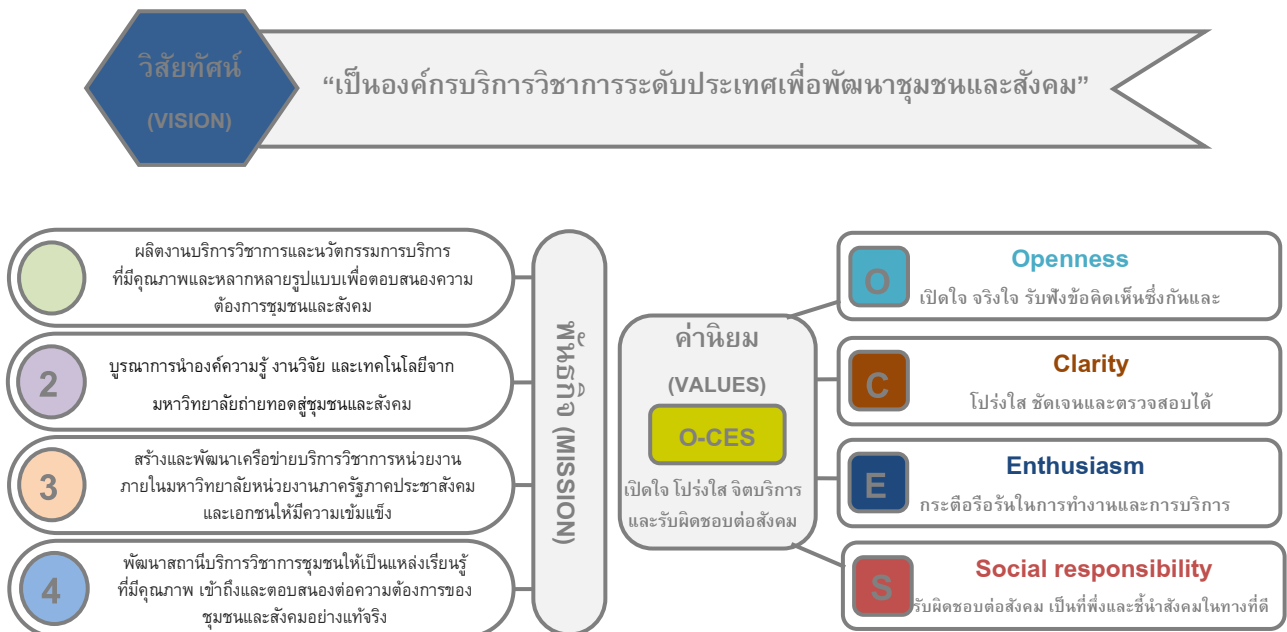 วิสัยทัศน์
(VISION)
“เป็นองค์กรบริการวิชาการระดับประเทศเพื่อพัฒนาชุมชนและสังคม”
ผลิตงานบริการวิชาการและนวัตกรรมการบริการ
ที่มีคุณภาพและหลากหลายรูปแบบเพื่อตอบสนองความ
ต้องการชุมชนและสังคม
2
บูรณาการนำองค์ความรู้ งานวิจัย และเทคโนโลยีจาก
มหาวิทยาลัยถ่ายทอดสู่ชุมชนและสังคม
3
สร้างและพัฒนาเครือข่ายบริการวิชาการหน่วยงาน
ภายในมหาวิทยาลัยหน่วยงานภาครัฐภาคประชาสังคม
และเอกชนให้มีความเข้มแข็ง
4
พัฒนาสถานีบริการวิชาการชุมชนให้เป็นแหล่งเรียนรู้
ที่มีคุณภาพ เข้าถึงและตอบสนองต่อความต้องการของ
ชุมชนและสังคมอย่างแท้จริง
พันธกิจ (MISSION)
ค่านิยม
(VALUES)
O-CES
เปิดใจ โปร่งใส จิตบริการ
และรับผิดชอบต่อสังคม
O
Openness
เปิดใจ จริงใจ รับฟังข้อคิดเห็นซึ่งกันและ
C
Clarity
โปร่งใส ชัดเจนและตรวจสอบได้
E
Enthusiasm
กระตือรือร้นในการทำงานและการบริการ
S
Social responsibility
รับผิดชอบต่อสังคม เป็นที่พึ่งและชี้นำสังคมในทางที่ดี